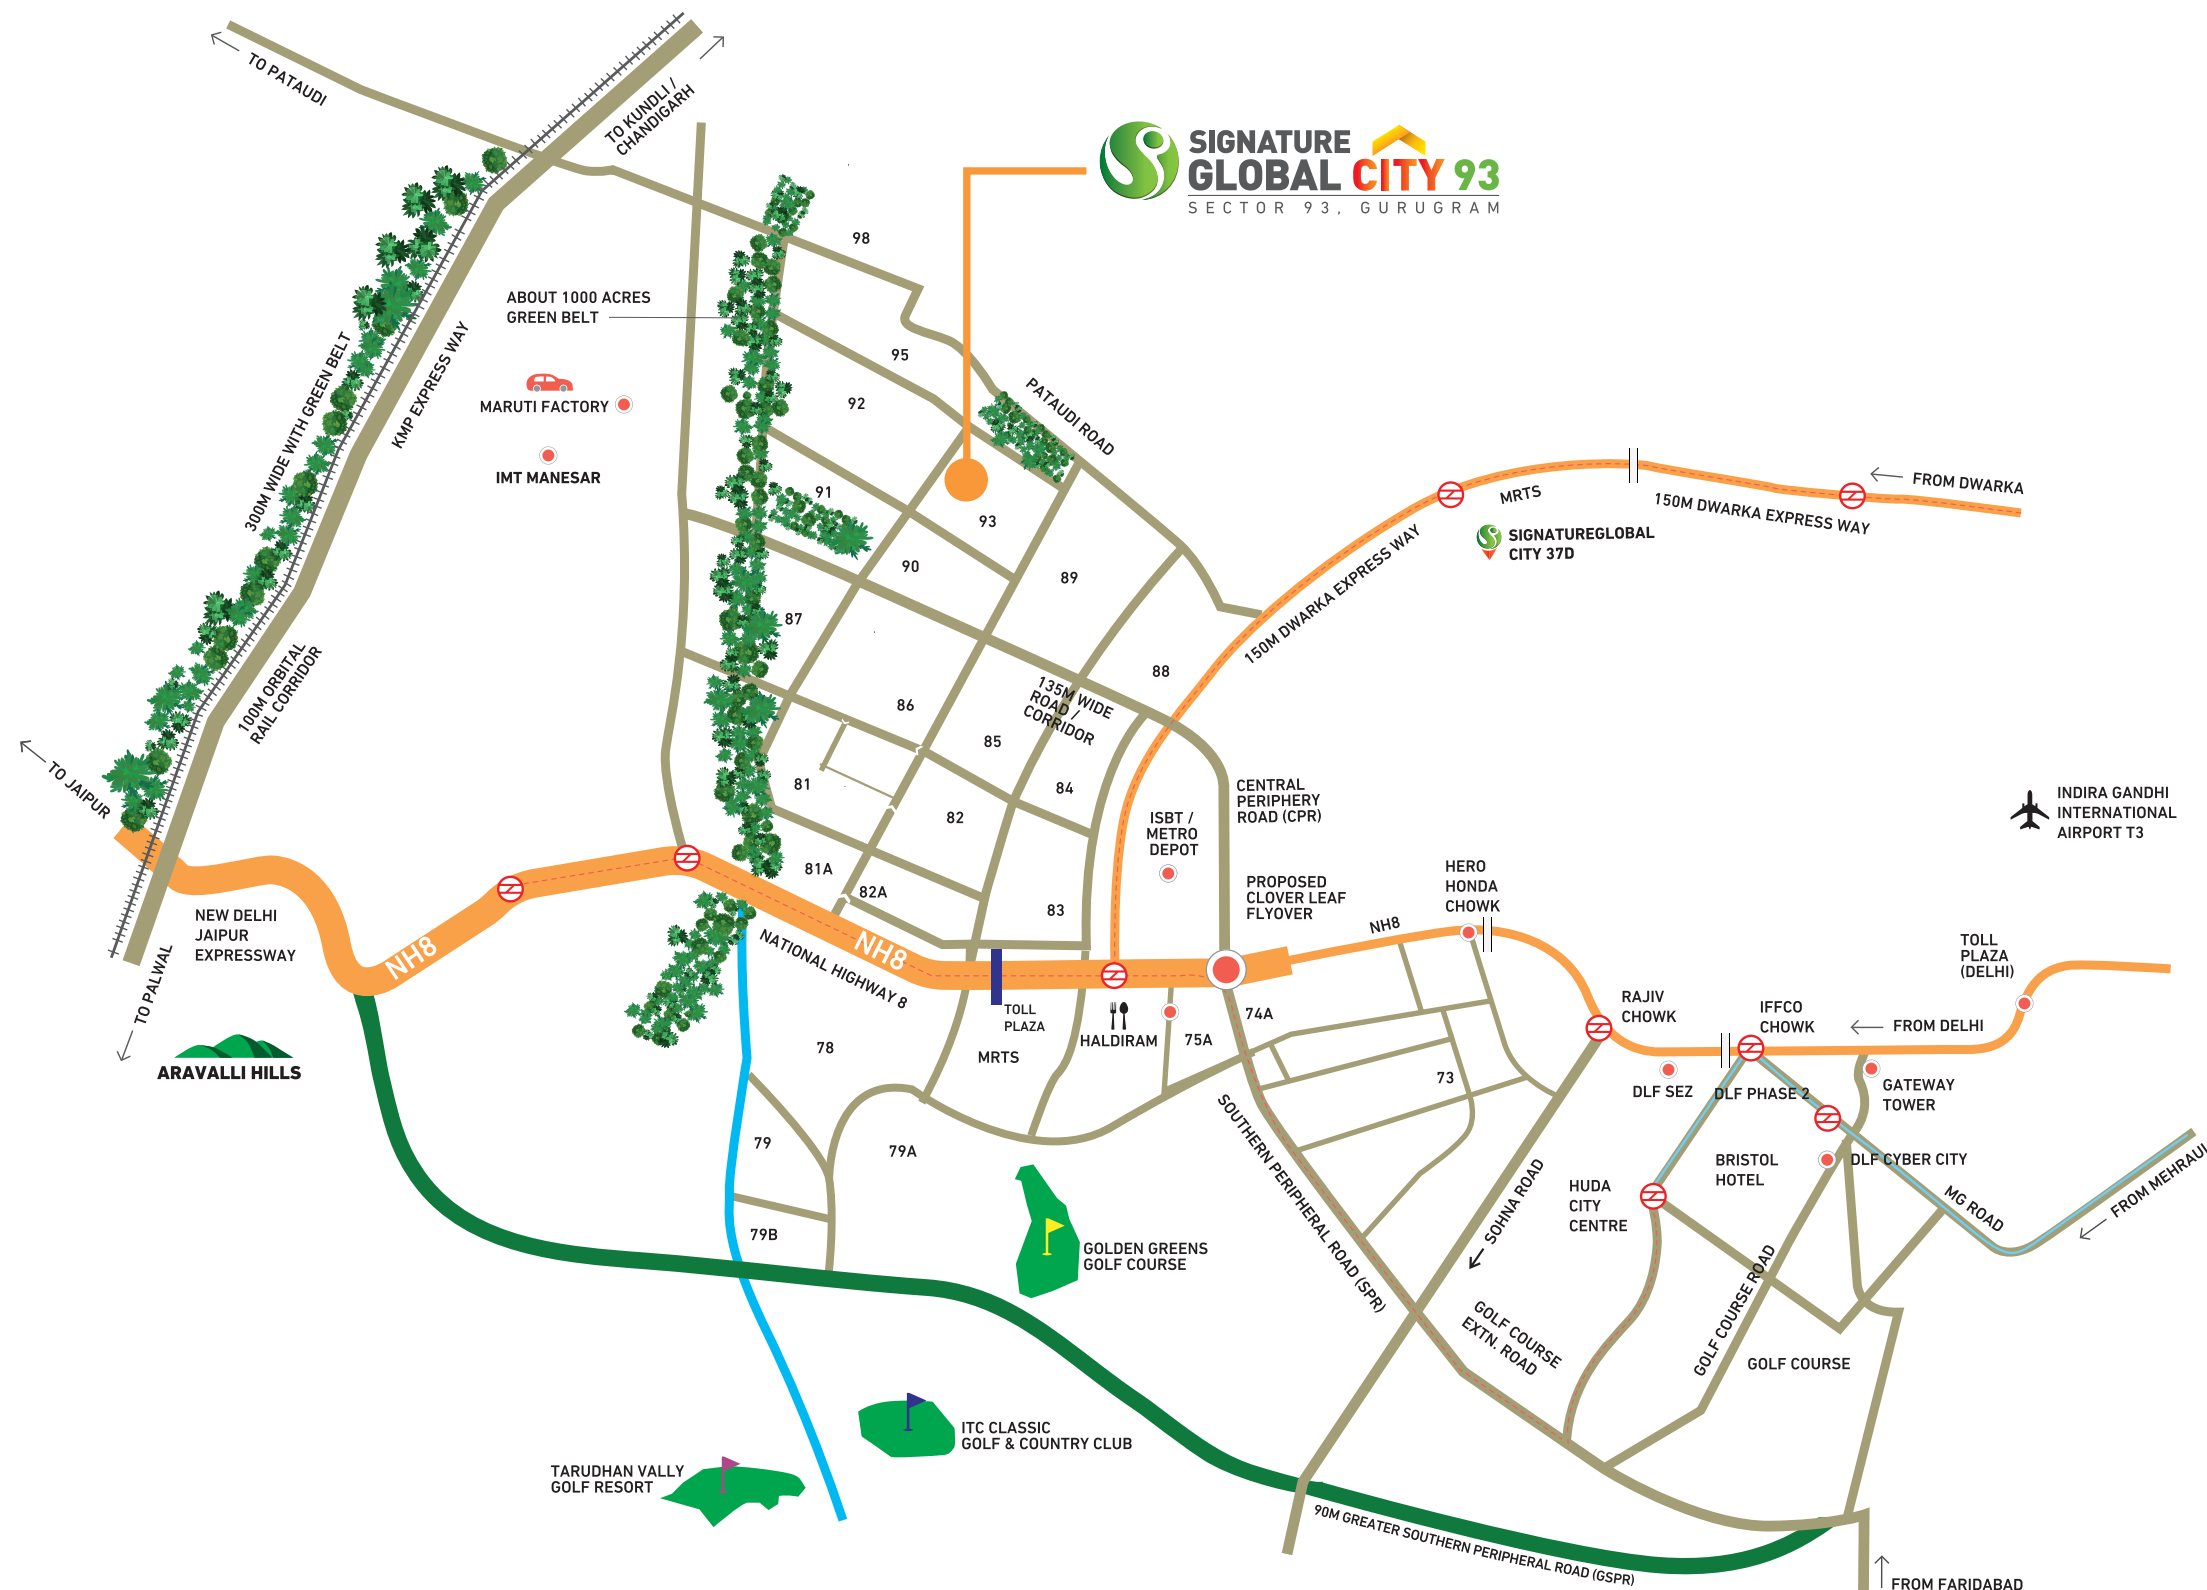 TO PATAUDI
TO KUNDLI /
CHANDIGARH
SIGNATURE
GLOBAL CITY 93
SECTOR 93, GURUGRAM
98
ABOUT 1000 ACRES
GREEN BELT
95
92
MARUTI FACTORY
IMT MANESAR
300M WIDE WITH GREEN BELT
KMP EXPRESS WAY
PATAUDI ROAD
91
93
90
89
87
88
86
85
84
81
82
81A
82A
83
135M WIDE
ROAD /
CORRIDOR
MRTS
150M DWARKA EXPRESS WAY
FROM DWARKA
SIGNATUREGLOBAL
CITY 37D
150M DWARKA EXPRESS WAY
100M ORBITAL
RAIL CORRIDOR
TO JAIPUR
CENTRAL
PERIPHERY
ROAD (CPR)
ISBT /
METRO
DEPOT
INDIRA GANDHI
INTERNATIONAL
AIRPORT T3
PROPOSED
CLOVER LEAF
FLYOVER
HERO
HONDA
CHOWK
NH8
NEW DELHI
JAIPUR
EXPRESSWAY
NH8
NATIONAL HIGHWAY 8
NH8
TO PALWAL
TOLL
PLAZA
(DELHI)
RAJIV
CHOWK
IFFCO
CHOWK
FROM DELHI
TOLL
PLAZA
MRTS
HALDIRAM
75A
74A
73
78
ARAVALLI HILLS
DLF SEZ
DLF PHASE 2
GATEWAY
TOWER
79
79A
79B
BRISTOL
HOTEL
DLF CYBER CITY
HUDA
CITY
CENTRE
MG ROAD
FROM MEHRAULI
SOHNA ROAD
SOUTHERN PERIPHERAL ROAD (SPR)
GOLDEN GREENS
GOLF COURSE
GOLF COURSE
EXTN. ROAD
GOLF COURSE ROAD
GOLF COURSE
ITC CLASSIC
GOLF & COUNTRY CLUB
TARUDHAN VALLY
GOLF RESORT
90M GREATER SOUTHERN PERIPHERAL ROAD (GSPR)
FROM FARIDABAD